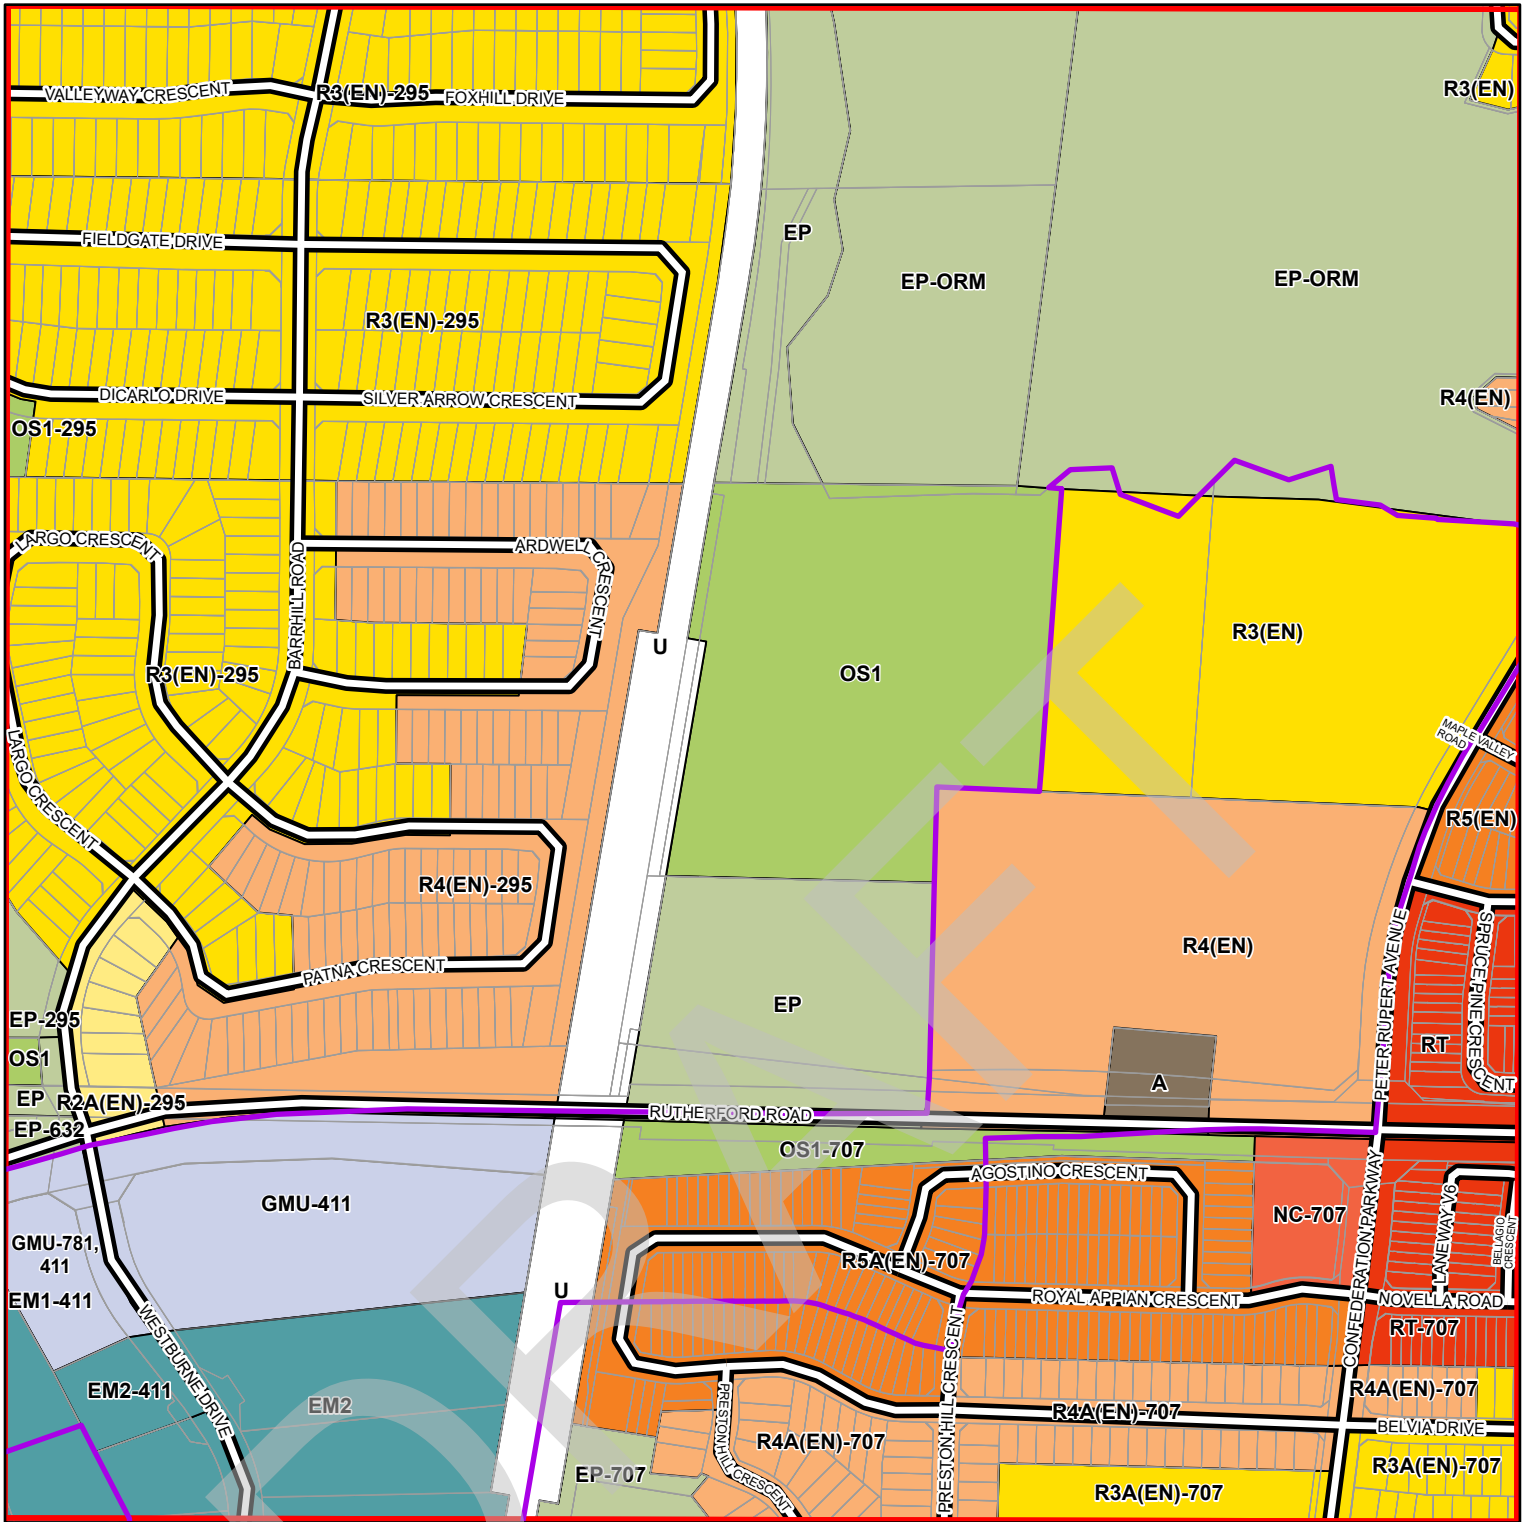 VALLEYWAY CRESCENT
R3(EN)-295
FOXHILL DRIVE
R3(EN)
FIELDGATE DRIVE
EP
EP-ORM
EP-ORM
R3(EN)-295
DICARLO DRIVE
SILVER ARROW CRESCENT
R4(EN)
OS1-295
LARGO CRESCENT
BARRHILL ROAD
ARDWELL CRESCENT
U
R3(EN)
R3(EN)-295
OS1
LARGO CRESCENT
MAPLE VALLEY
ROAD
R5(EN)
R4(EN)-295
PATNA CRESCENT
R4(EN)
PETER RUPERT AVENUE
SPRUCE PINE CRESCENT
EP
EP-295
OS1
RT
A
EP
R2A(EN)-295
EP-632
RUTHERFORD ROAD
OS1-707
AGOSTINO CRESCENT
GMU-411
NC-707
CONFEDERATION PARKWAY
LANEWAY V6
BELLAGIO
CRESCENT
GMU-781,
411
R5A(EN)-707
EM1-411
U
ROYAL APPIAN CRESCENT
NOVELLA ROAD
WESTBURNE DRIVE
RT-707
EM2-411
EM2
PRESTON HILL CRESCENT
PRESTON HILL CRESCENT
R4A(EN)-707
R4A(EN)-707
BELVIA DRIVE
R4A(EN)-707
EP-707
R3A(EN)-707
R3A(EN)-707
DRAFT